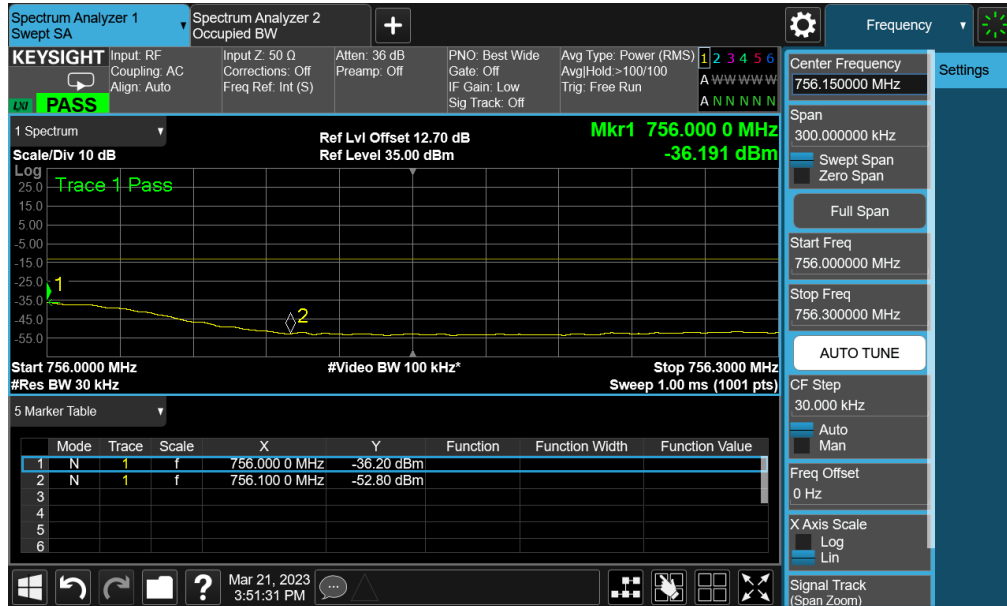 Spectrum Analyzer 1
Swept SA
Spectrum Analyzer 2
Occupied BW
+
Frequency
KEYSIGHT
Input: RF
Coupling: AC
Align: Auto
Input Z: 50 Ω
Corrections: Off
Freq Ref: Int (S)
Atten: 36 dB
Preamp: Off
PNO: Best Wide
Gate: Off
IF Gain: Low
Sig Track: Off
Avg Type: Power (RMS)
Avg|Hold:>100/100
Trig: Free Run
1 2 3 4 5 6
A W W W W W
A N N N N N
LXI
PASS
1 Spectrum
Scale/Div 10 dB
Ref Lvl Offset 12.70 dB
Ref Level 35.00 dBm
Mkr1 756.000 0 MHz
-36.191 dBm
Log
Trace 1 Pass
25.0
15.0
5.00
-5.00
-15.0
-25.0
-35.0
-45.0
-55.0
1
2
Start 756.0000 MHz
#Res BW 30 kHz
#Video BW 100 kHz*
Stop 756.3000 MHz
Sweep 1.00 ms (1001 pts)
5 Marker Table
Mode Trace Scale X Y Function Function Width Function Value
1 N 1 f 756.000 0 MHz -36.20 dBm
2 N 1 f 756.100 0 MHz -52.80 dBm
3
4
5
6
Center Frequency
756.150000 MHz
Span
300.000000 kHz
Swept Span
Zero Span
Full Span
Start Freq
756.000000 MHz
Stop Freq
756.300000 MHz
AUTO TUNE
CF Step
30.000 kHz
Auto
Man
Freq Offset
0 Hz
X Axis Scale
Log
Lin
Signal Track
(Span Zoom)
Settings
?
Mar 21, 2023
3:51:31 PM